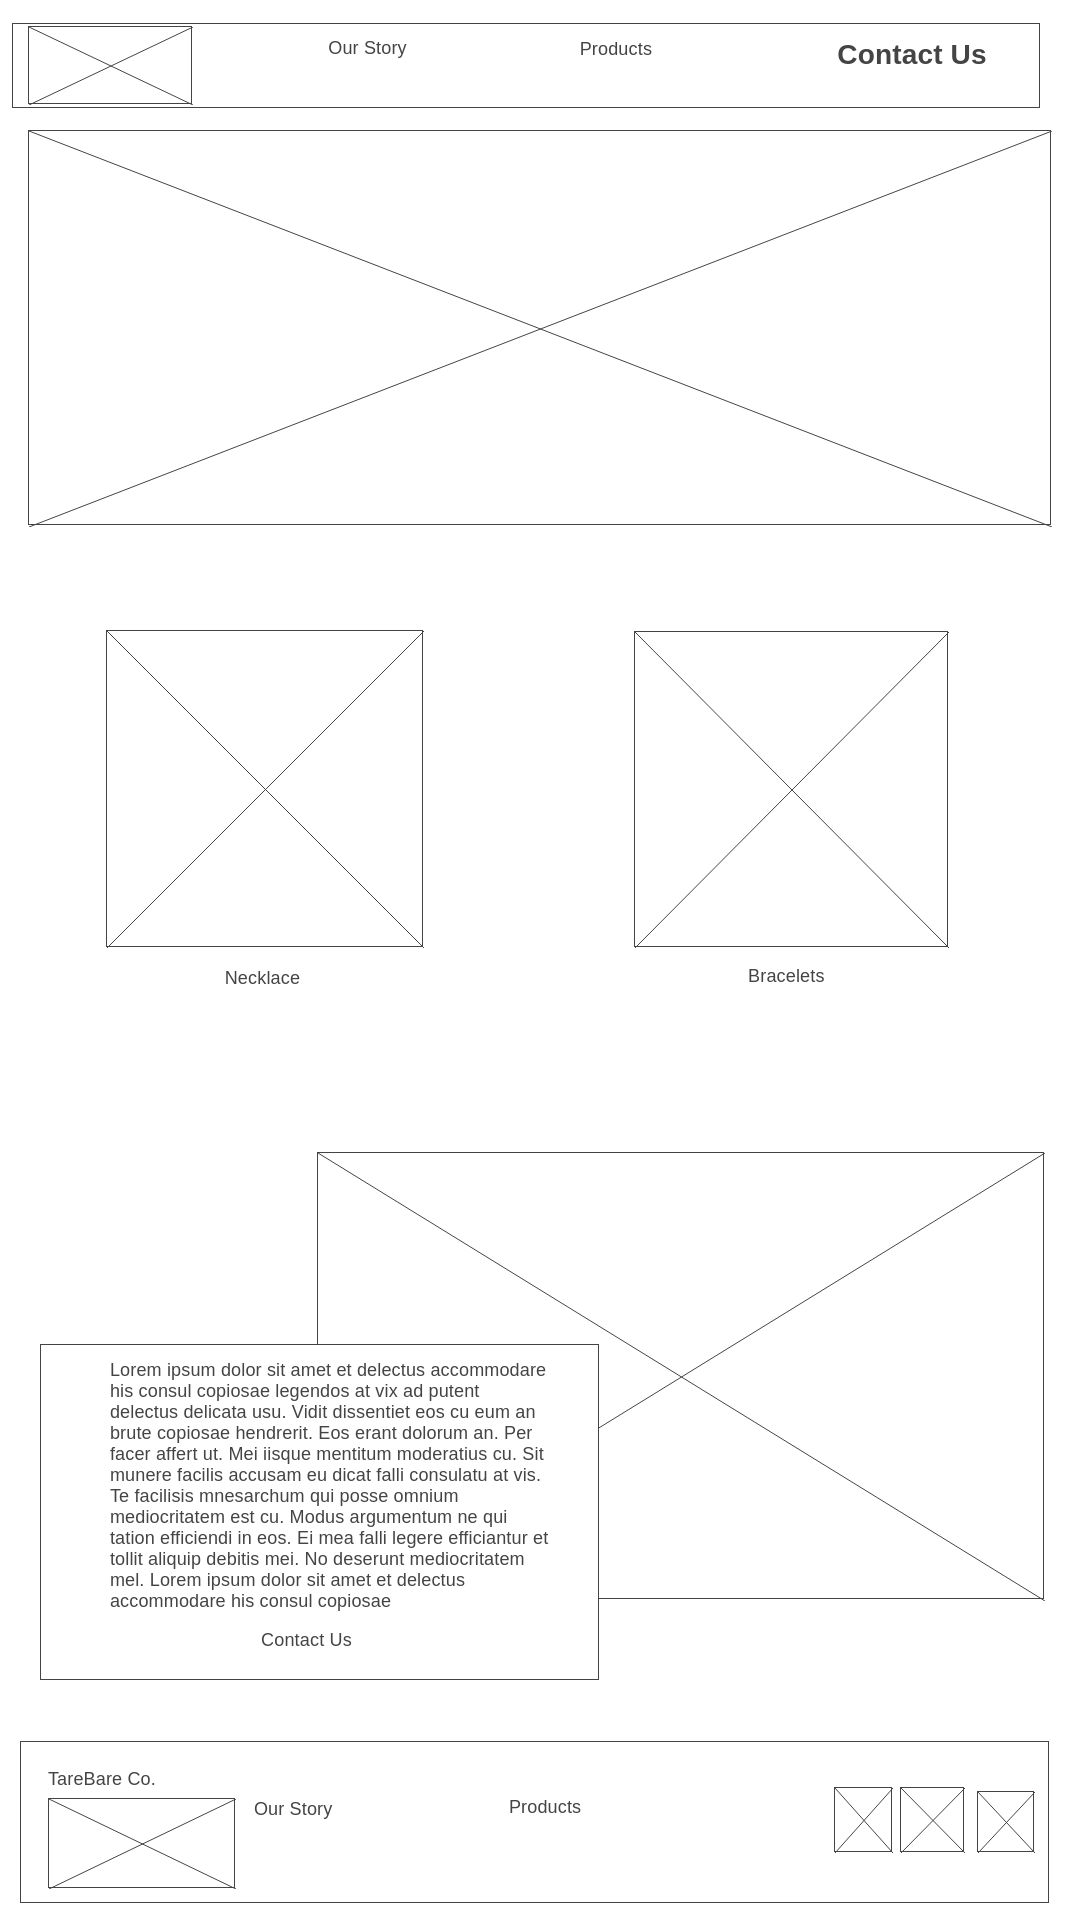 Our Story
Products
Contact Us
Necklace
Bracelets
Lorem ipsum dolor sit amet et delectus accommodare
his consul copiosae legendos at vix ad putent
delectus delicata usu. Vidit dissentiet eos cu eum an
brute copiosae hendrerit. Eos erant dolorum an. Per
facer affert ut. Mei iisque mentitum moderatius cu. Sit
munere facilis accusam eu dicat falli consulatu at vis.
Te facilisis mnesarchum qui posse omnium
mediocritatem est cu. Modus argumentum ne qui
tation efficiendi in eos. Ei mea falli legere efficiantur et
tollit aliquip debitis mei. No deserunt mediocritatem
mel. Lorem ipsum dolor sit amet et delectus
accommodare his consul copiosae
Contact Us
TareBare Co.
Our Story
Products